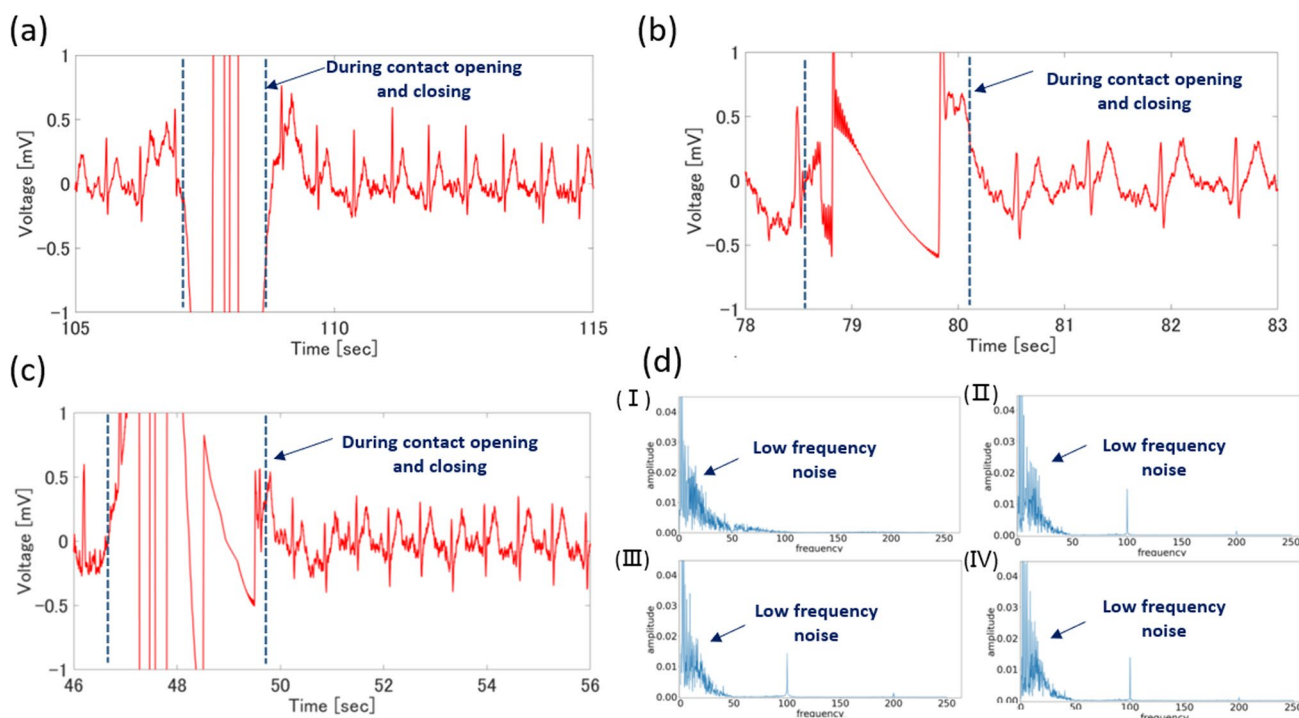 (a)
1
0.5
0
−0.5
−1
Voltage [mV]
During contact opening
and closing
105
110
115
Time [sec]
(b)
1
0.5
0
−0.5
−1
Voltage [mV]
During contact opening
and closing
78
79
80
81
82
83
Time [sec]
(c)
1
0.5
0
−0.5
−1
Voltage [mV]
During contact opening
and closing
46
48
50
52
54
56
Time [sec]
(d)
(Ⅰ)
0.04
0.03
0.02
0.01
0.00
amplitude
Low frequency
noise
0
50
100
150
200
250
frequency
(Ⅱ)
0.04
0.03
0.02
0.01
0.00
amplitude
Low frequency
noise
0
50
100
150
200
250
frequency
(Ⅲ)
0.04
0.03
0.02
0.01
0.00
amplitude
Low frequency
noise
0
50
100
150
200
250
frequency
(Ⅳ)
0.04
0.03
0.02
0.01
0.00
amplitude
Low frequency
noise
0
50
100
150
200
250
frequency